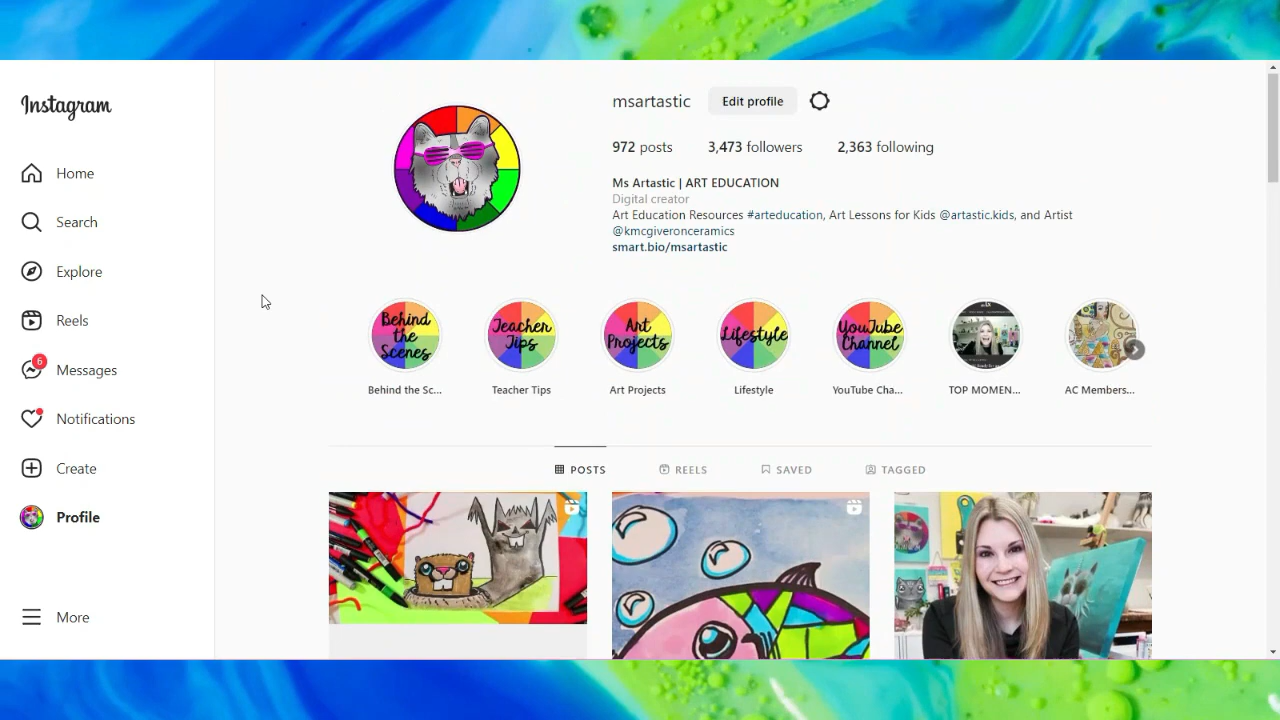 Instagram
Home
Search
Explore
Reels
6
Messages
Notifications
Create
Profile
More
msartastic Edit profile
972 posts 3,473 followers 2,363 following
Ms Artastic | ART EDUCATION
Digital creator
Art Education Resources #arteducation, Art Lessons for Kids @artastic.kids, and Artist
@kmcgiveronceramics
smart.bio/msartastic
Behind
the
Scenes
Teacher
Tips
Art
Projects
Lifestyle
YouTube
Channel
Behind the Sc... Teacher Tips Art Projects Lifestyle YouTube Cha... TOP MOMEN... AC Members...
POSTS REELS SAVED TAGGED